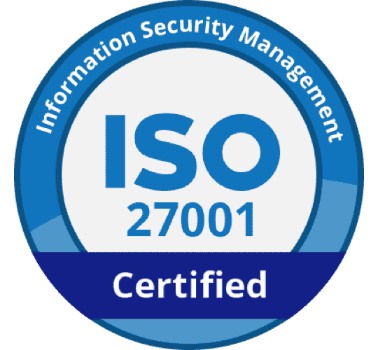 Information Security Management
ISO
27001
Certified